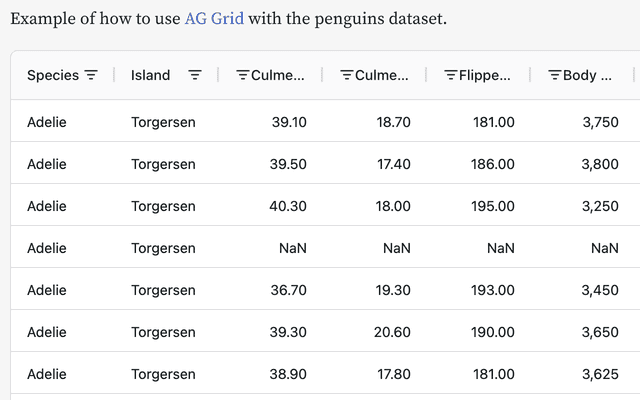 Example of how to use AG Grid with the penguins dataset.
Species Island Culme... Culme... Flippe... Body ...
Adelie Torgersen 39.10 18.70 181.00 3,750
Adelie Torgersen 39.50 17.40 186.00 3,800
Adelie Torgersen 40.30 18.00 195.00 3,250
Adelie Torgersen NaN NaN NaN NaN
Adelie Torgersen 36.70 19.30 193.00 3,450
Adelie Torgersen 39.30 20.60 190.00 3,650
Adelie Torgersen 38.90 17.80 181.00 3,625